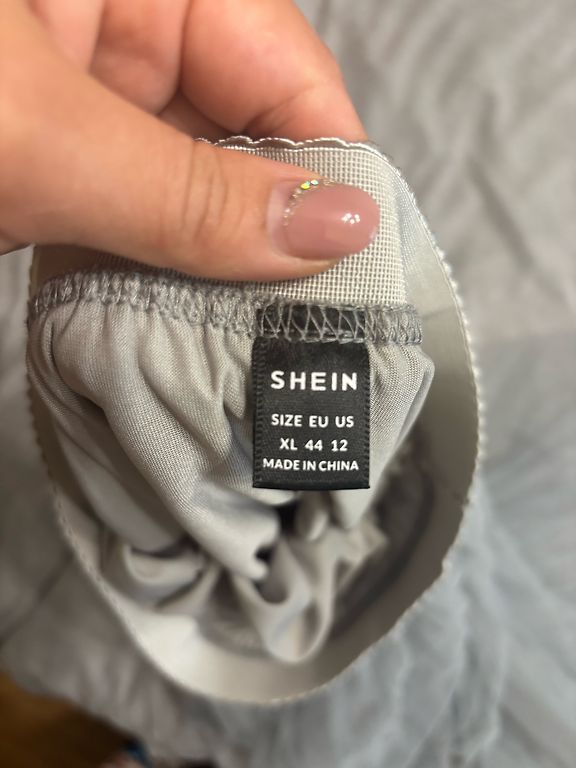 SHEIN
SIZE EU US
XL 44 12
MADE IN CHINA